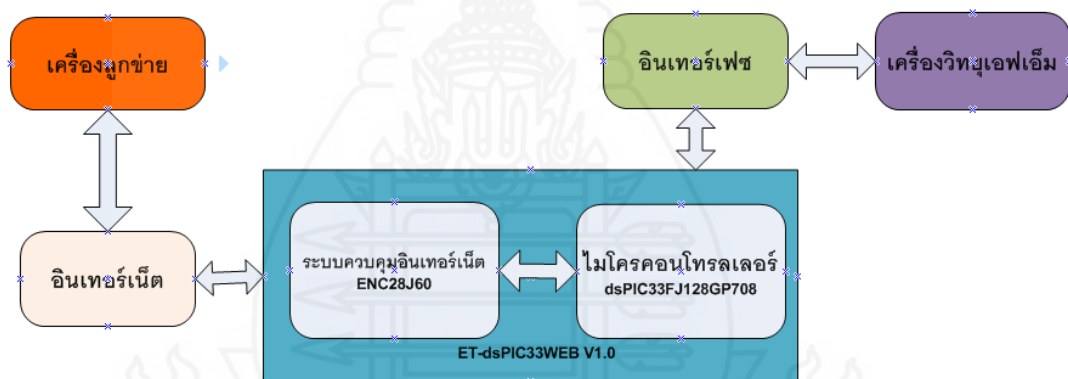 เครื่องลูกข่าย
อินเทอร์เฟซ
เครื่องวิทยุเอฟเอ็ม
อินเทอร์เน็ต
ระบบควบคุมอินเทอร์เน็ต
ENC28J60
ไมโครคอนโทรลเลอร์
dsPIC33FJ128GP708
ET-dsPIC33WEB V1.0